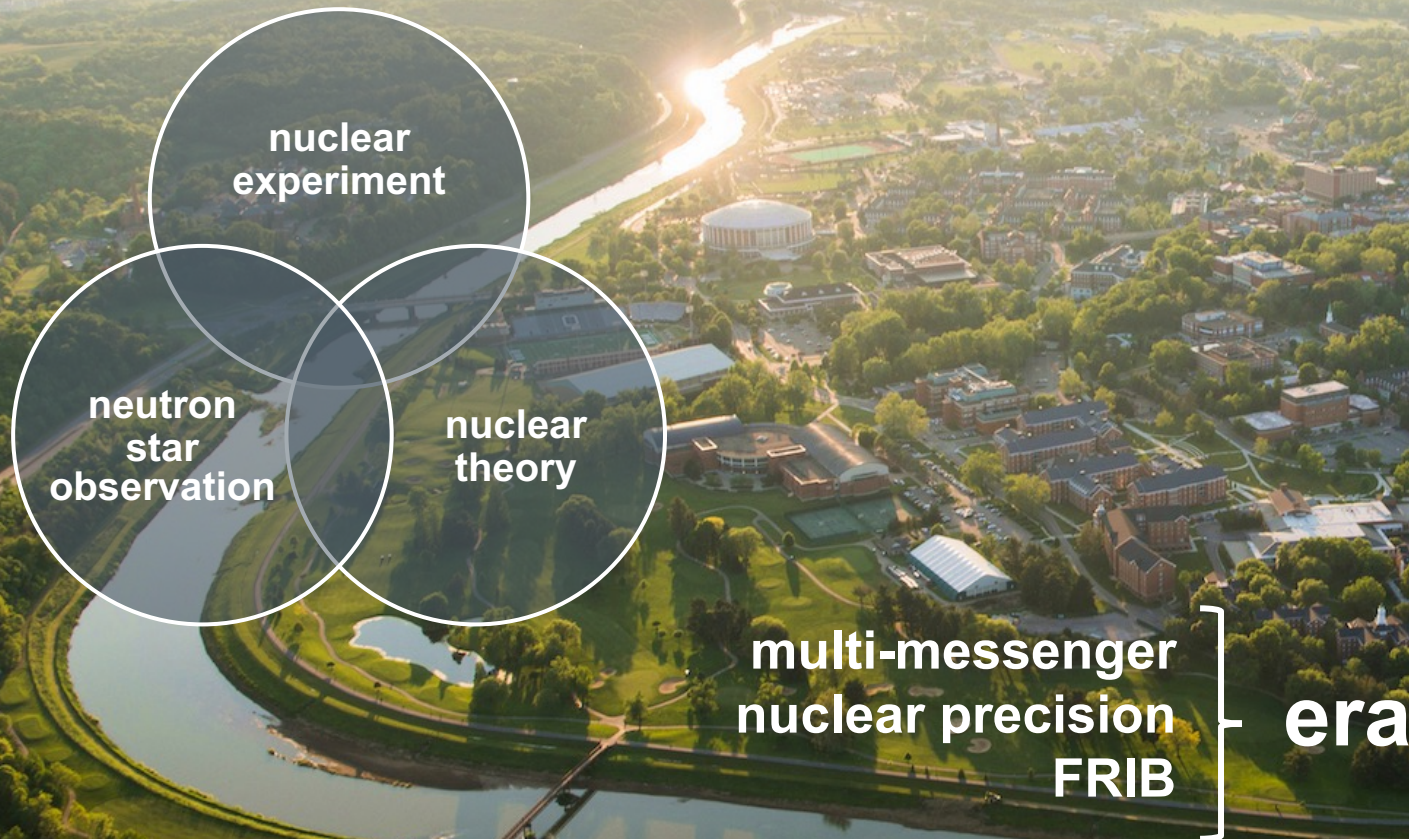 nuclear
experiment
neutron
star
observation
nuclear
theory
multi-messenger
nuclear precision
FRIB
era